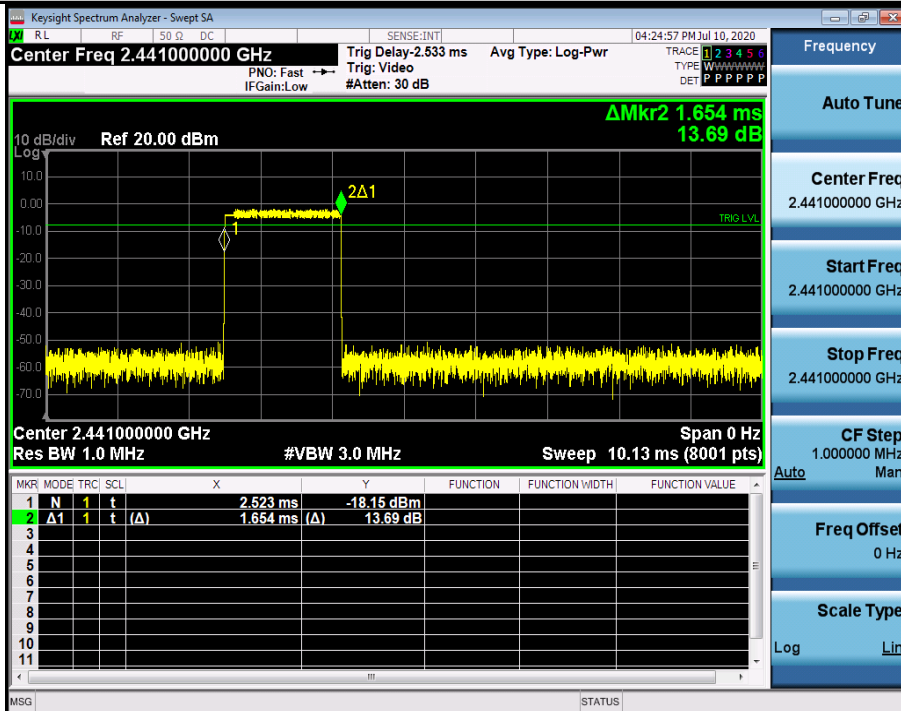 Keysight Spectrum Analyzer - Swept SA
LXI RL RF 50 Ω DC SENSE:INT 04:24:57 PM Jul 10, 2020
Center Freq 2.441000000 GHz Trig Delay-2.533 ms Avg Type: Log-Pwr TRACE 1 2 3 4 5 6
PNO: Fast Trig: Video TYPE WWWWWW
IFGain:Low #Atten: 30 dB DET P P P P P P
ΔMkr2 1.654 ms
13.69 dB
10 dB/div Ref 20.00 dBm
Log
10.0
0.00
-10.0
-20.0
-30.0
-40.0
-50.0
-60.0
-70.0
2Δ1
1
TRIG LVL
Center 2.441000000 GHz Span 0 Hz
Res BW 1.0 MHz #VBW 3.0 MHz Sweep 10.13 ms (8001 pts)
MKR MODE TRC SCL X Y FUNCTION FUNCTION WIDTH FUNCTION VALUE
1 N 1 t 2.523 ms -18.15 dBm
2 Δ1 1 t (Δ) 1.654 ms (Δ) 13.69 dB
3
4
5
6
7
8
9
10
11
MSG STATUS
Frequency
Auto Tune
Center Freq
2.441000000 GHz
Start Freq
2.441000000 GHz
Stop Freq
2.441000000 GHz
CF Step
1.000000 MHz
Auto Man
Freq Offset
0 Hz
Scale Type
Log Lin